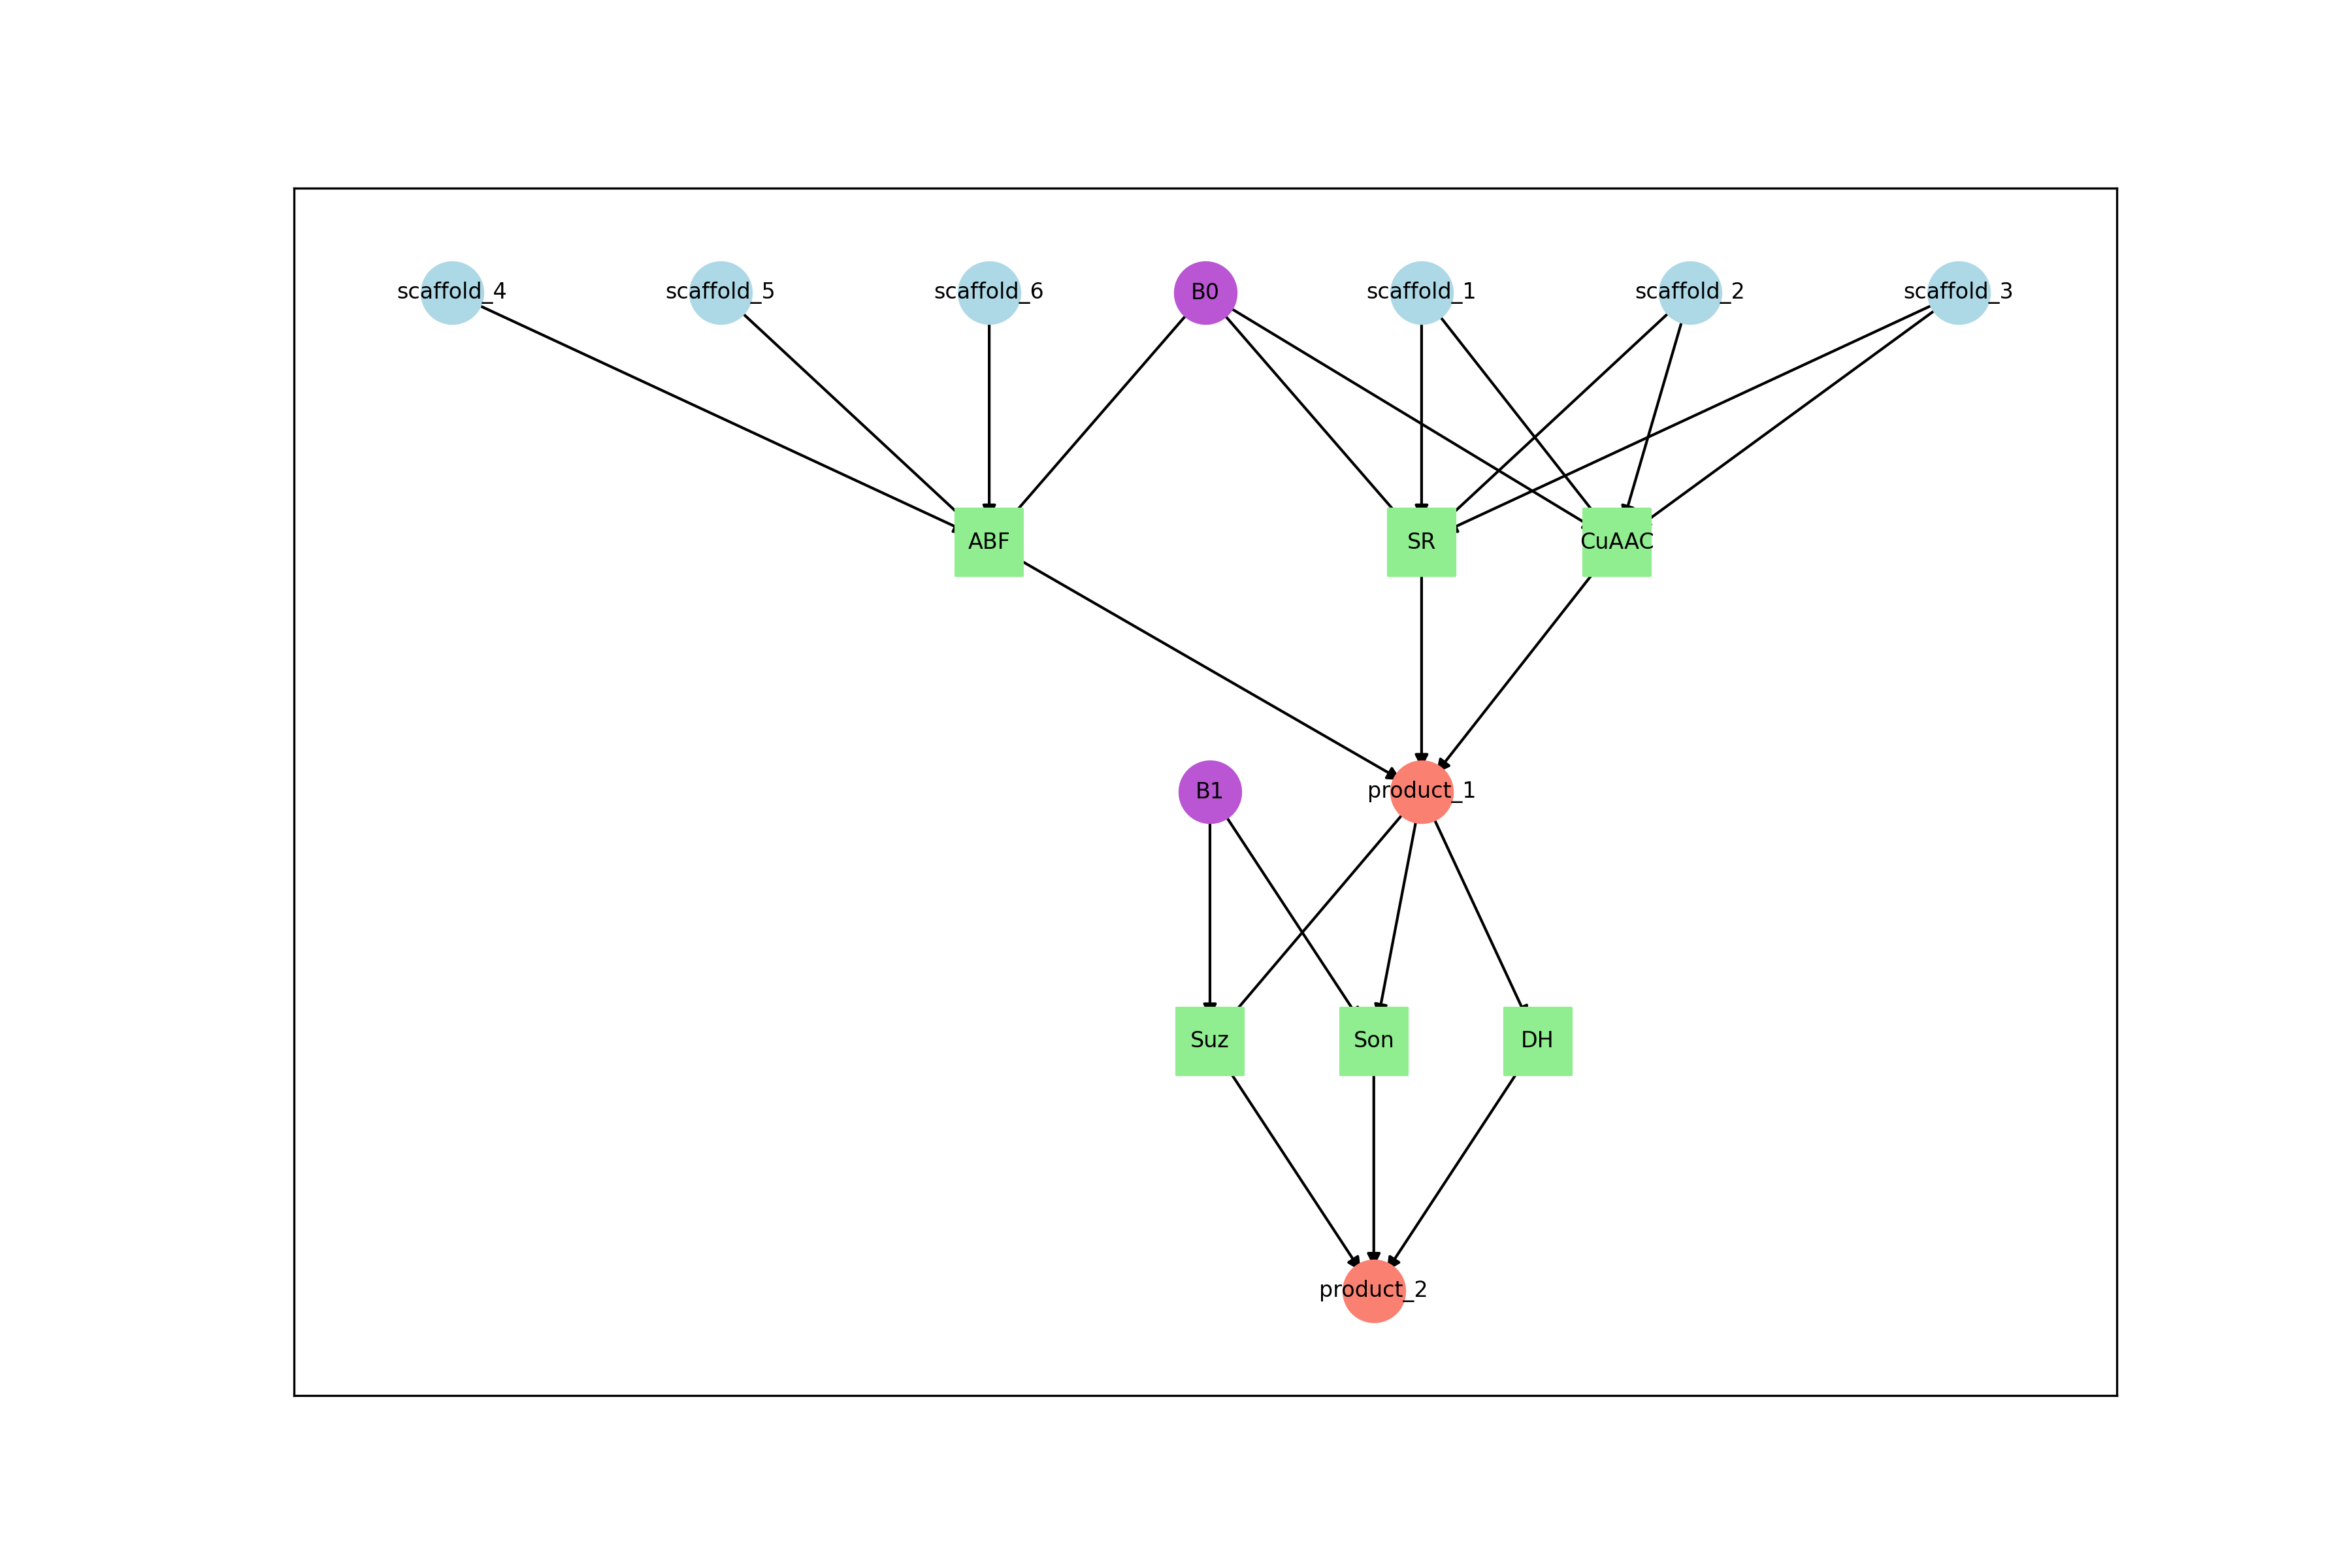 scaffold_4
scaffold_5
scaffold_6
B0
scaffold_1
scaffold_2
scaffold_3
ABF
SR
CuAAC
B1
product_1
Suz
Son
DH
product_2